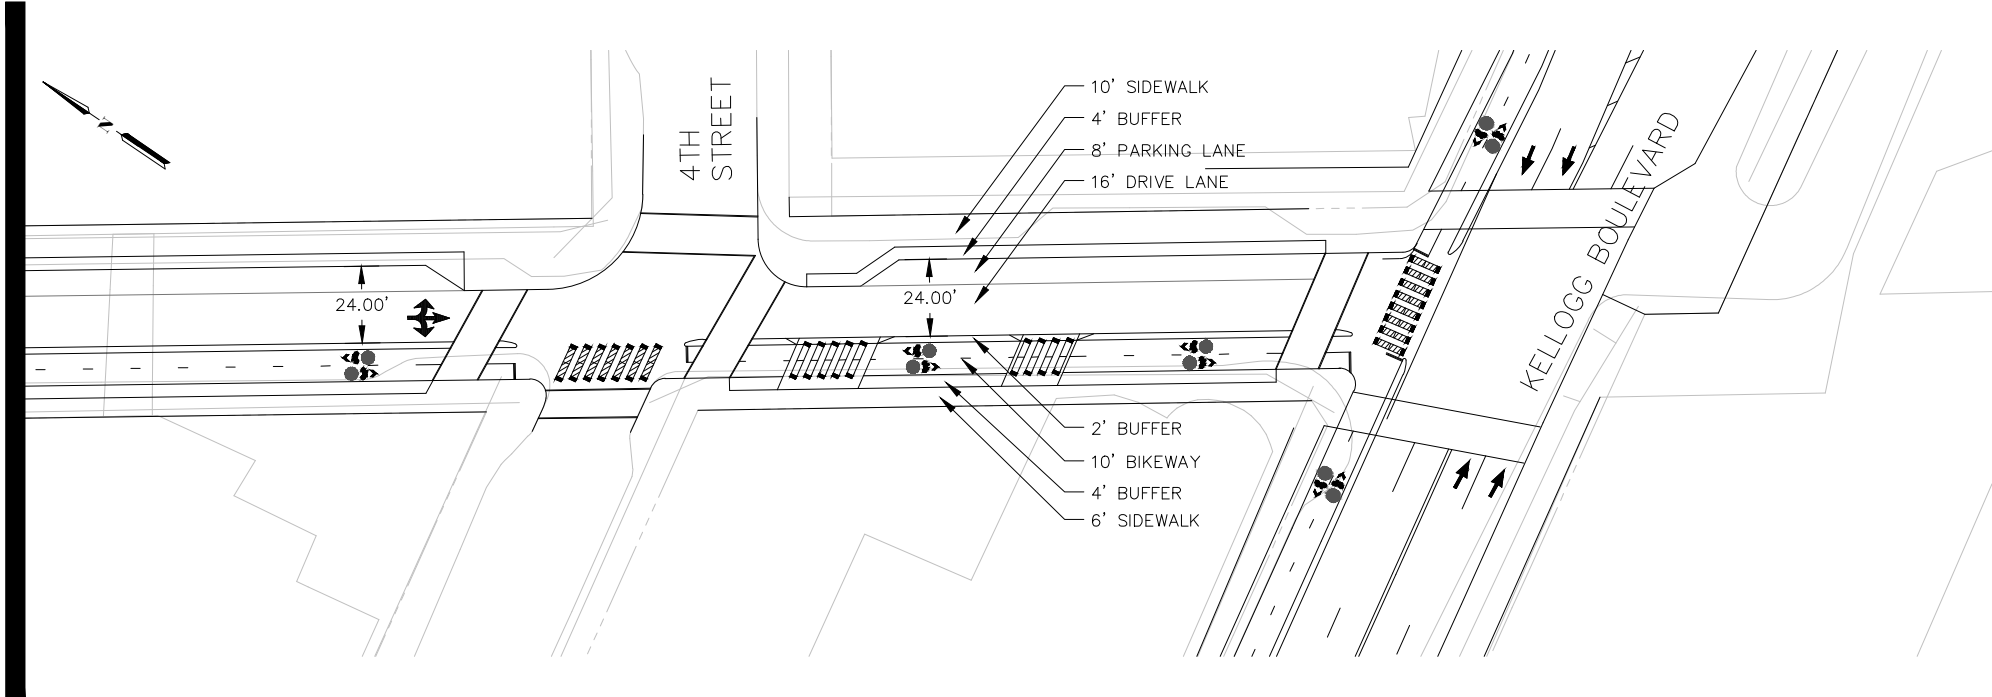 N
4TH
STREET
10' SIDEWALK
4' BUFFER
8' PARKING LANE
16' DRIVE LANE
KELLOGG BOULEVARD
24.00'
24.00'
2' BUFFER
10' BIKEWAY
4' BUFFER
6' SIDEWALK